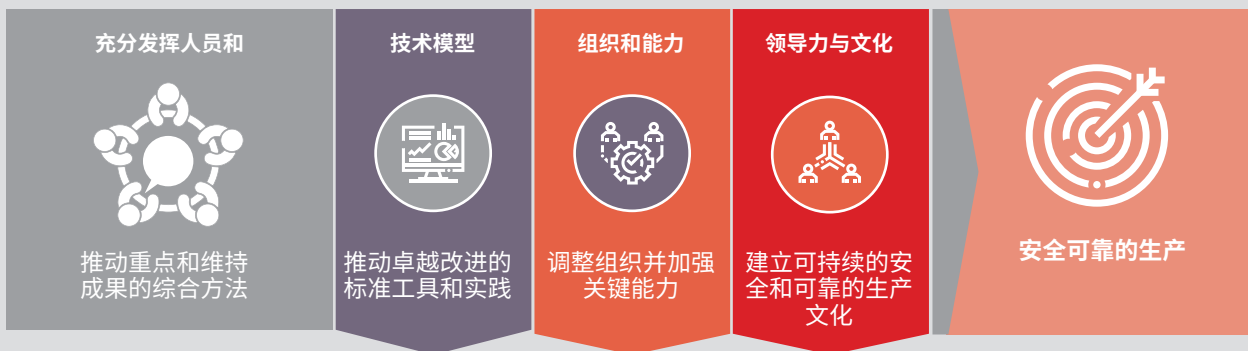 充分发挥人员和
推动重点和维持
成果的综合方法
技术模型
推动卓越改进的
标准工具和实践
组织和能力
调整组织并加强
关键能力
领导力与文化
建立可持续的安
全和可靠的生产
文化
安全可靠的生产